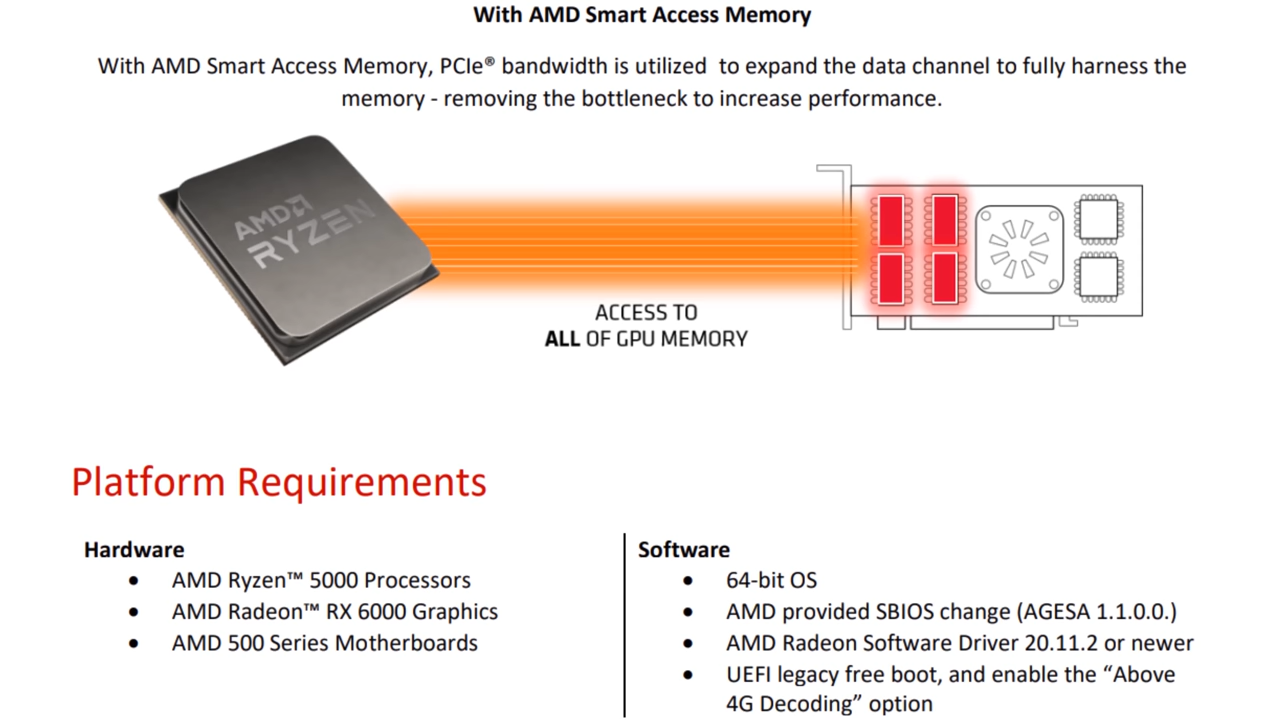 With AMD Smart Access Memory
With AMD Smart Access Memory, PCIe® bandwidth is utilized  to expand the data channel to fully harness the
memory - removing the bottleneck to increase performance.
AMD
RYZEN
ACCESS TO
ALL OF GPU MEMORY
Platform Requirements
Hardware
• AMD Ryzen™ 5000 Processors
• AMD Radeon™ RX 6000 Graphics
• AMD 500 Series Motherboards
Software
• 64-bit OS
• AMD provided SBIOS change (AGESA 1.1.0.0.)
• AMD Radeon Software Driver 20.11.2 or newer
• UEFI legacy free boot, and enable the “Above
4G Decoding” option